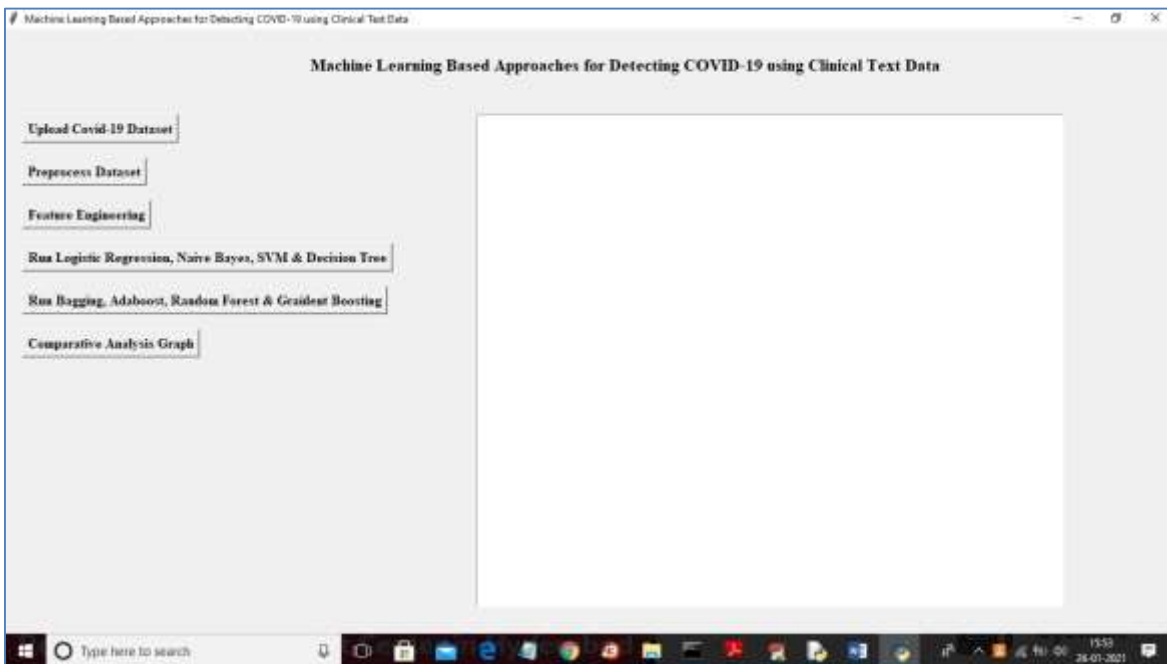 Machine Learning Based Approaches for Detecting COVID-19 using Clinical Text Data
Machine Learning Based Approaches for Detecting COVID-19 using Clinical Text Data
Upload Covid-19 Dataset
Preprocess Dataset
Feature Engineering
Run Logistic Regression, Naive Bayes, SVM & Decision Tree
Run Bagging, Adaboost, Random Forest & Graident Boosting
Comparative Analysis Graph
Type here to search
15:53
26-01-2021